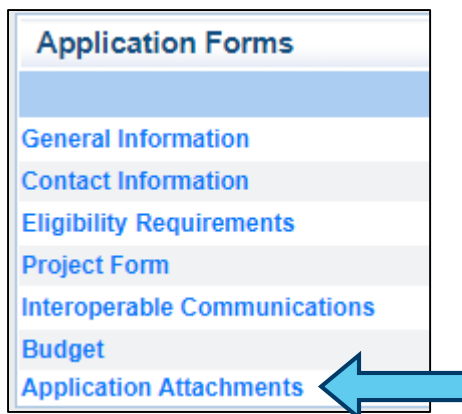 Application Forms
General Information
Contact Information
Eligibility Requirements
Project Form
Interoperable Communications
Budget
Application Attachments